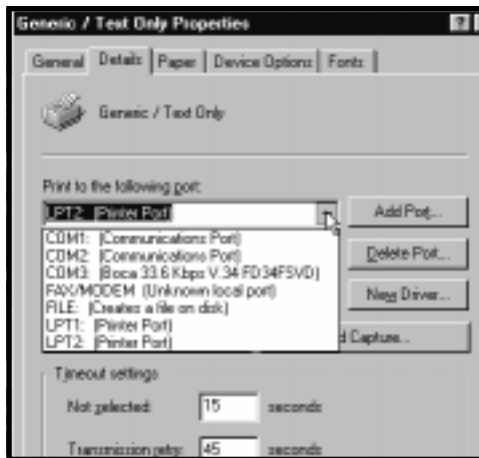 Generic / Text Only Properties
General Details Paper Device Options Fonts
Generic / Text Only
Print to the following port:
LPT2: (Printer Port) Add Port...
COM1: (Communications Port)
COM2: (Communications Port) Delete Port...
COM3: (Boca 33.6 Kbps V.34 FD34FSVD)
FAX/MODEM (Unknown local port) New Driver...
FILE: (Creates a file on disk)
LPT1: (Printer Port)
LPT2: (Printer Port) d Capture...
Timeout settings
Not selected: 15 seconds
Transmission retry: 45 seconds